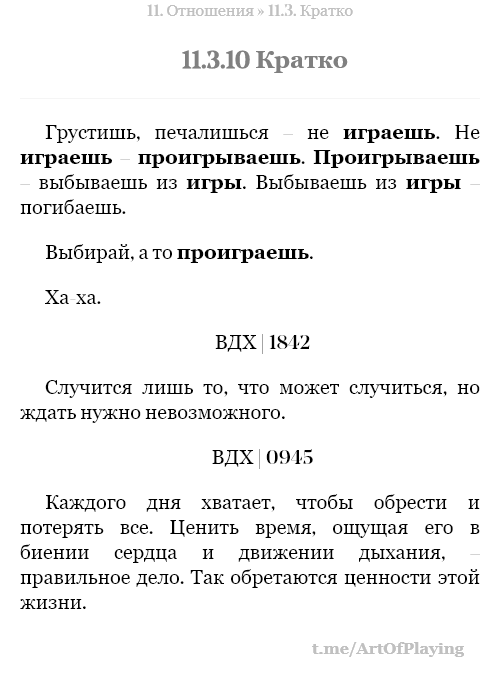 11. Отношения » 11.3. Кратко
11.3.10 Кратко
Грустишь, печалишься – не играешь. Не
играешь – проигрываешь. Проигрываешь
– выбываешь из игры. Выбываешь из игры –
погибаешь.
Выбирай, а то проиграешь.
Ха-ха.
ВДХ | 1842
Случится лишь то, что может случиться, но
ждать нужно невозможного.
ВДХ | 0945
Каждого дня хватает, чтобы обрести и
потерять все. Ценить время, ощущая его в
биении сердца и движении дыхания, –
правильное дело. Так обретаются ценности этой
жизни.
t.me/ArtOfPlaying